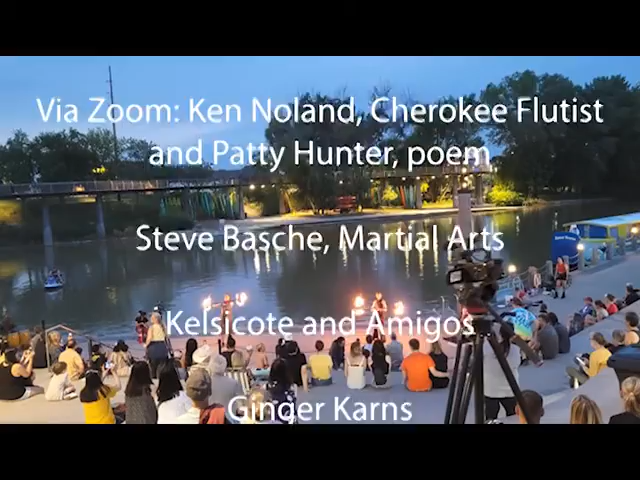 Via Zoom: Ken Noland, Cherokee Flutist
and Patty Hunter, poem
Steve Basche, Martial Arts
Kelsicote and Amigos
Ginger Karns